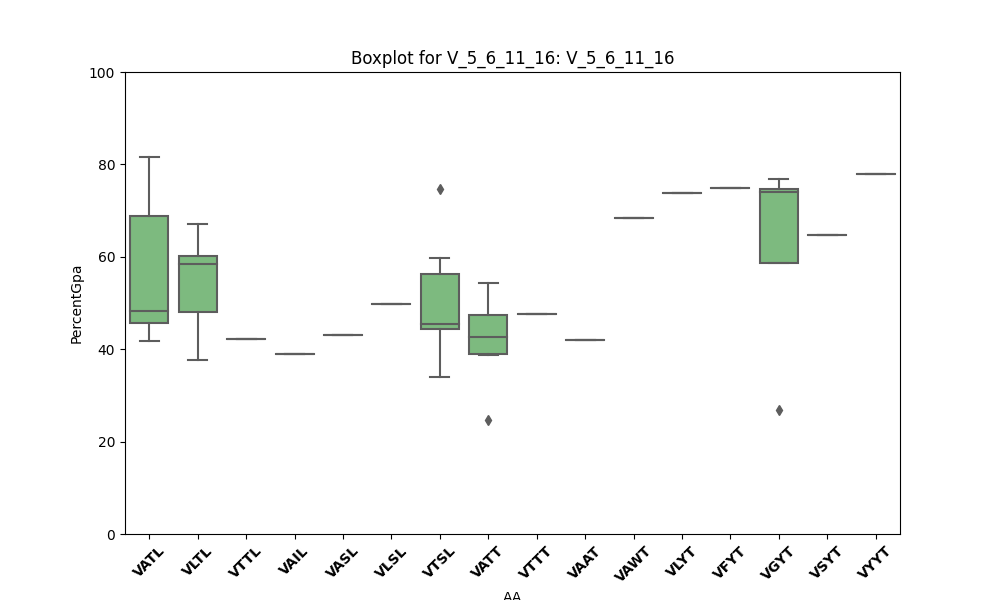 Boxplot for V_5_6_11_16: V_5_6_11_16
100
80
60
40
20
0
PercentGpa
VATL VLTL VTTL VAIL VASL VLSL VTSL VATT VTTT VAAT VAWT VLYT VFYT VGYT VSYT VYYT
AA